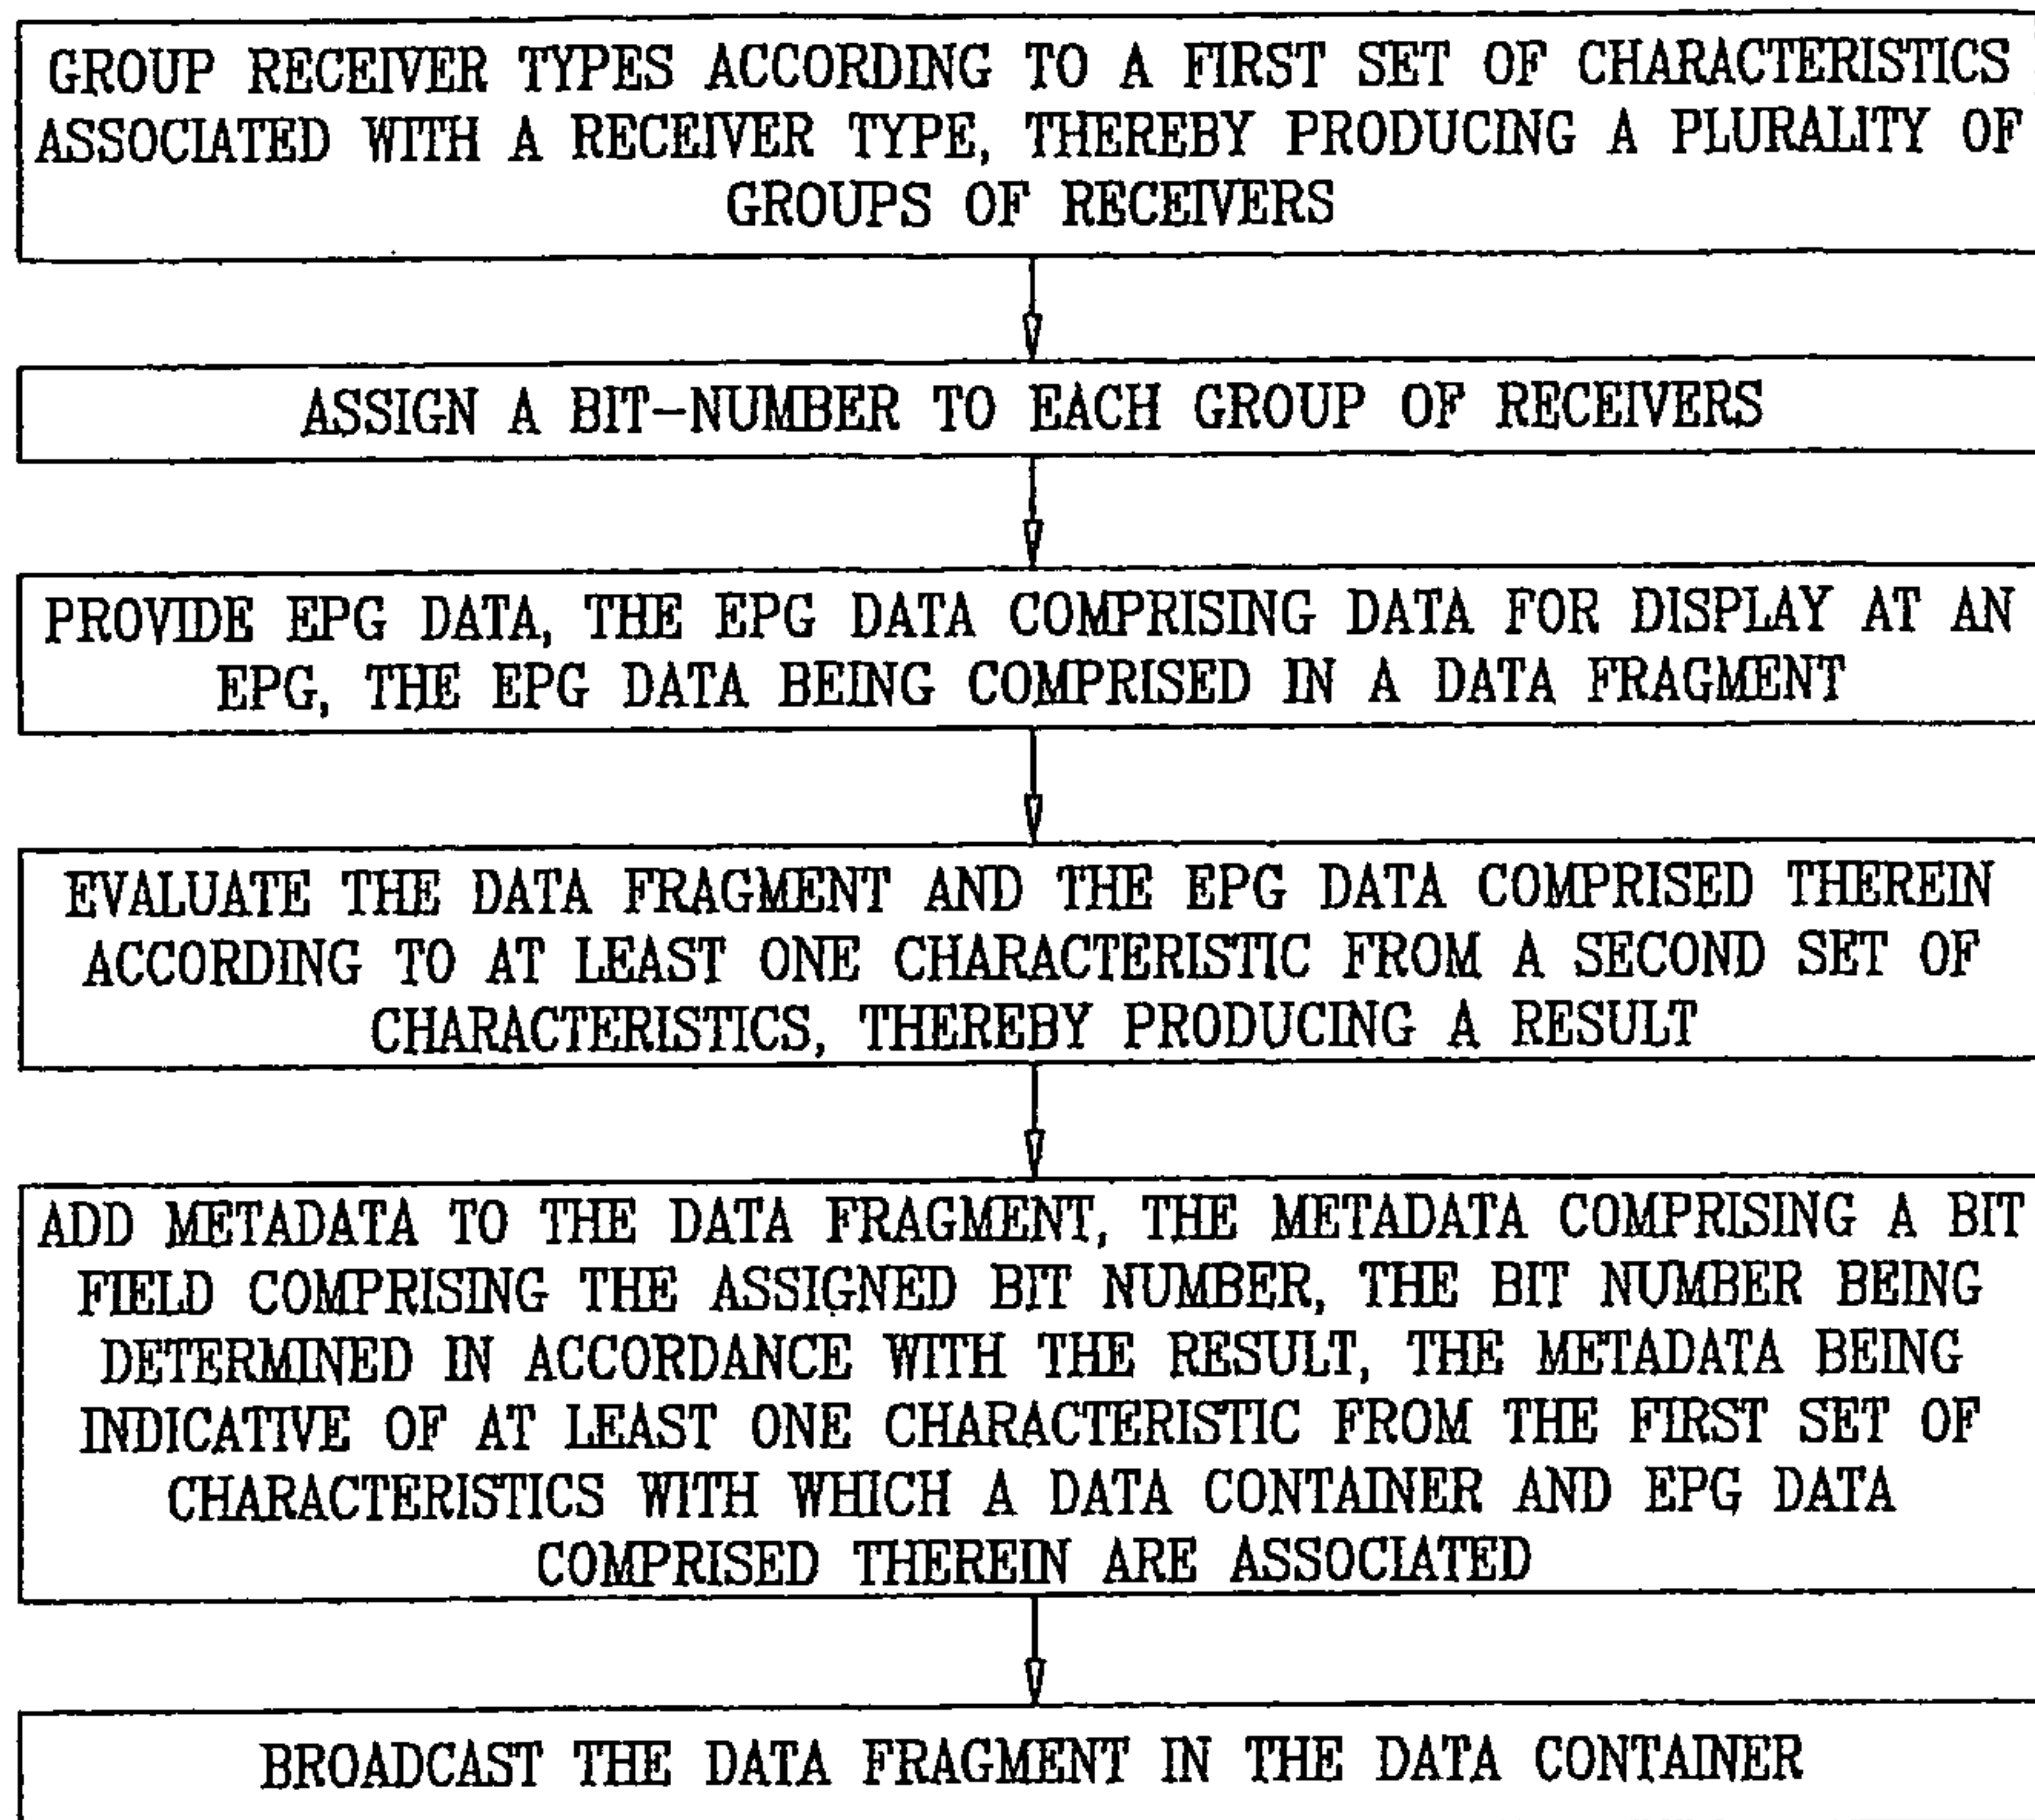 GROUP RECEIVER TYPES ACCORDING TO A FIRST SET OF CHARACTERISTICS
ASSOCIATED WITH A RECEIVER TYPE, THEREBY PRODUCING A PLURALITY OF
GROUPS OF RECEIVERS
ASSIGN A BIT-NUMBER TO EACH GROUP OF RECEIVERS
PROVIDE EPG DATA, THE EPG DATA COMPRISING DATA FOR DISPLAY AT AN
EPG, THE EPG DATA BEING COMPRISED IN A DATA FRAGMENT
EVALUATE THE DATA FRAGMENT AND THE EPG DATA COMPRISED THEREIN
ACCORDING TO AT LEAST ONE CHARACTERISTIC FROM A SECOND SET OF
CHARACTERISTICS, THEREBY PRODUCING A RESULT
ADD METADATA TO THE DATA FRAGMENT, THE METADATA COMPRISING A BIT
FIELD COMPRISING THE ASSIGNED BIT NUMBER, THE BIT NUMBER BEING
DETERMINED IN ACCORDANCE WITH THE RESULT, THE METADATA BEING
INDICATIVE OF AT LEAST ONE CHARACTERISTIC FROM THE FIRST SET OF
CHARACTERISTICS WITH WHICH A DATA CONTAINER AND EPG DATA
COMPRISED THEREIN ARE ASSOCIATED
BROADCAST THE DATA FRAGMENT IN THE DATA CONTAINER